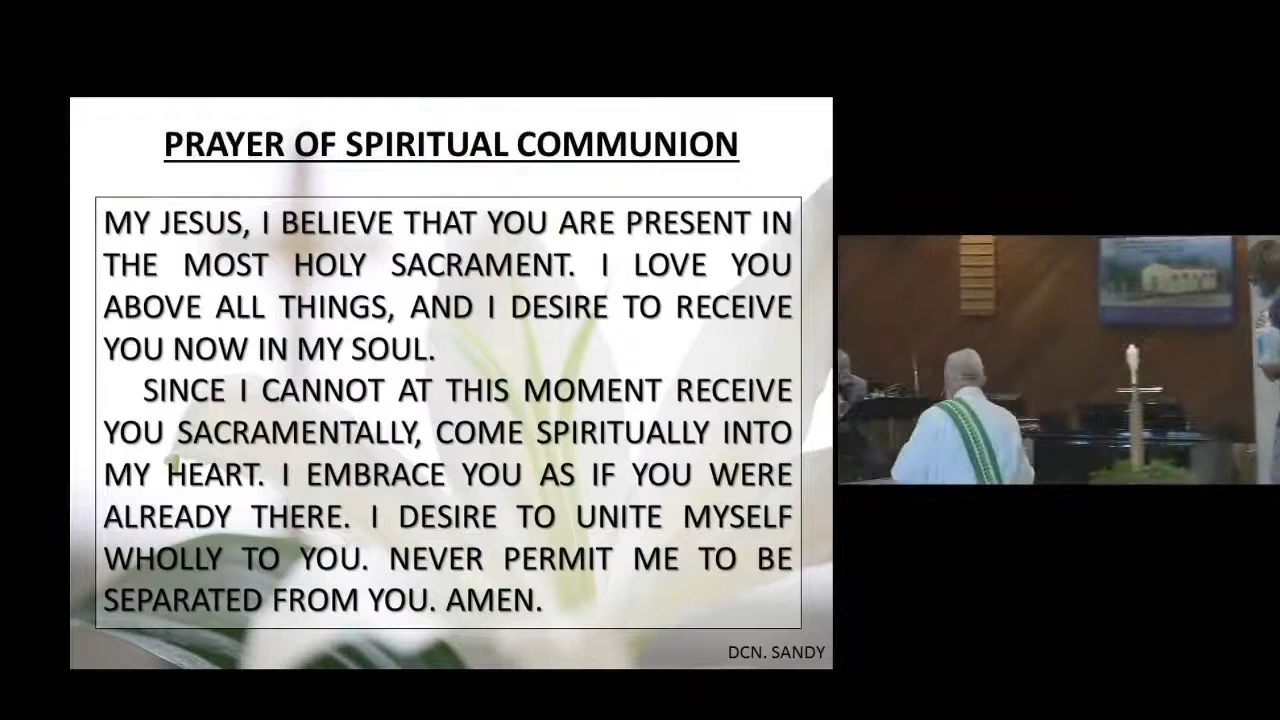 PRAYER OF SPIRITUAL COMMUNION
MY JESUS, I BELIEVE THAT YOU ARE PRESENT IN
THE MOST HOLY SACRAMENT. I LOVE YOU
ABOVE ALL THINGS, AND I DESIRE TO RECEIVE
YOU NOW IN MY SOUL.
SINCE I CANNOT AT THIS MOMENT RECEIVE
YOU SACRAMENTALLY, COME SPIRITUALLY INTO
MY HEART. I EMBRACE YOU AS IF YOU WERE
ALREADY THERE. I DESIRE TO UNITE MYSELF
WHOLLY TO YOU. NEVER PERMIT ME TO BE
SEPARATED FROM YOU. AMEN.
DCN. SANDY